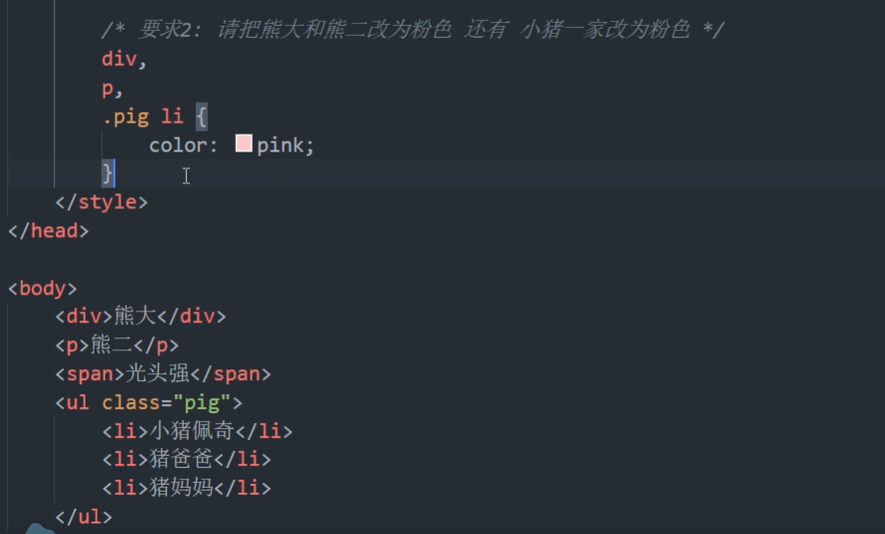 /* 要求2: 请把熊大和熊二改为粉色 还有 小猪一家改为粉色 */
div,
p,
.pig li {
color: pink;
}
</style>
</head>
<body>
<div>熊大</div>
<p>熊二</p>
<span>光头强</span>
<ul class="pig">
<li>小猪佩奇</li>
<li>猪爸爸</li>
<li>猪妈妈</li>
</ul>